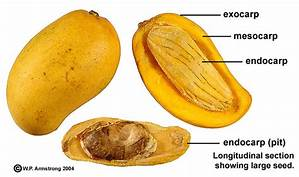 exocarp
mesocarp
endocarp
endocarp (pit)
Longitudinal section
showing large seed.
©W.P. Armstrong 2004